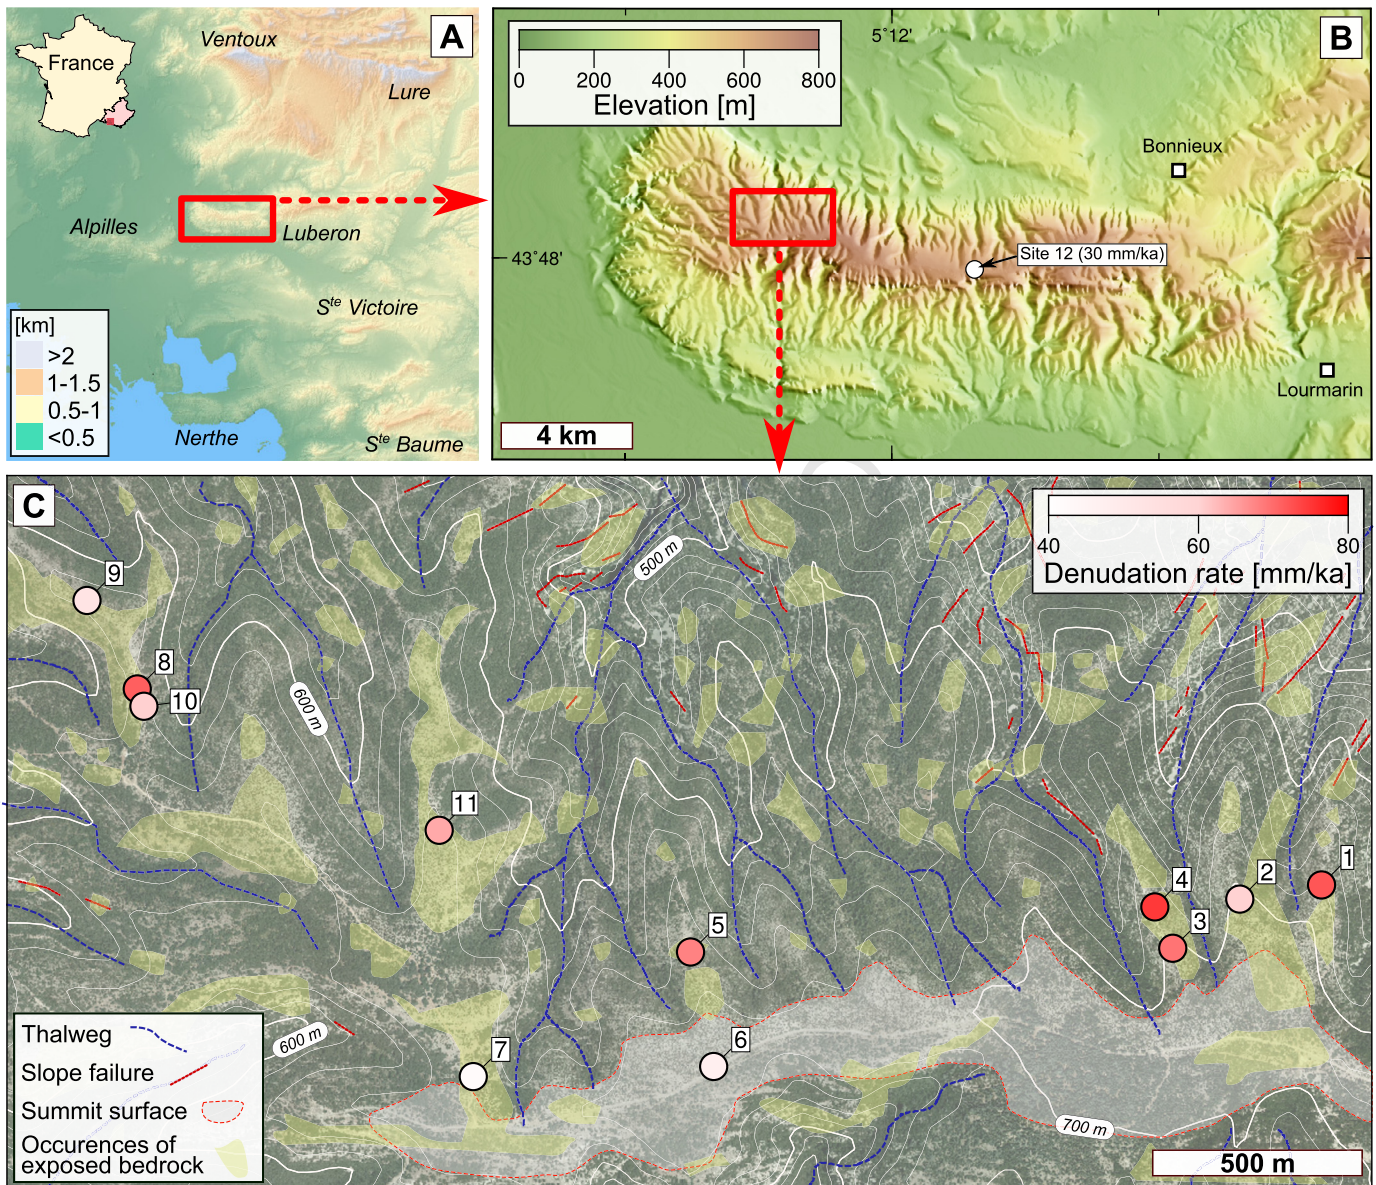 A
France
Ventoux
Lure
Alpilles
Luberon
Ste Victoire
[km]
>2
1-1.5
0.5-1
<0.5
Nerthe
Ste Baume
B
0 200 400 600 800
Elevation [m]
5°12'
Bonnieux
43°48'
Site 12 (30 mm/ka)
Lourmarin
4 km
C
40 60 80
Denudation rate [mm/ka]
500 m
9
8
10
600 m
11
1
2
4
3
5
6
7
600 m
700 m
Thalweg
Slope failure
Summit surface
Occurences of
exposed bedrock
500 m